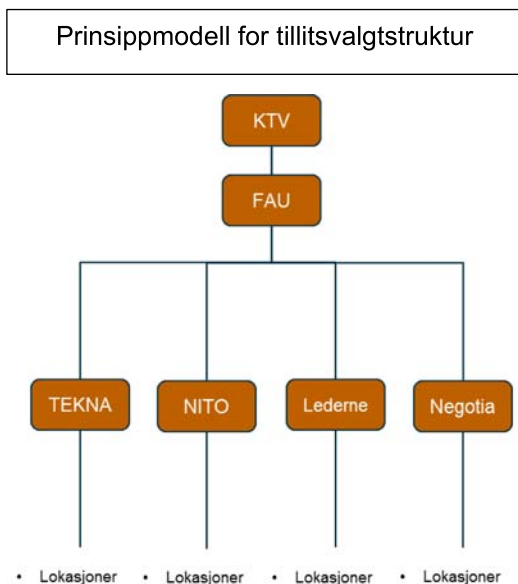 Prinsippmodell for tillitsvalgtstruktur
KTV
FAU
TEKNA NITO Lederne Negotia
• Lokasjoner • Lokasjoner • Lokasjoner • Lokasjoner